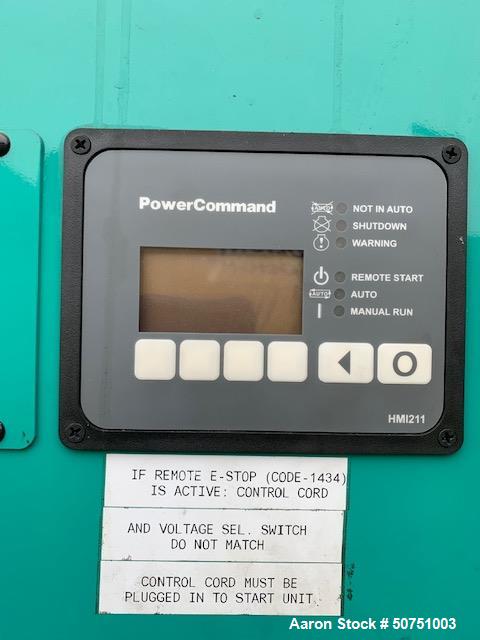 PowerCommand
NOT IN AUTO
SHUTDOWN
WARNING
REMOTE START
AUTO
AUTO
MANUAL RUN
HMI211
IF REMOTE E-STOP (CODE-1434)
IS ACTIVE: CONTROL CORD
AND VOLTAGE SEL. SWITCH
DO NOT MATCH
CONTROL CORD MUST BE
PLUGGED IN TO START UNIT.
Aaron Stock # 50751003